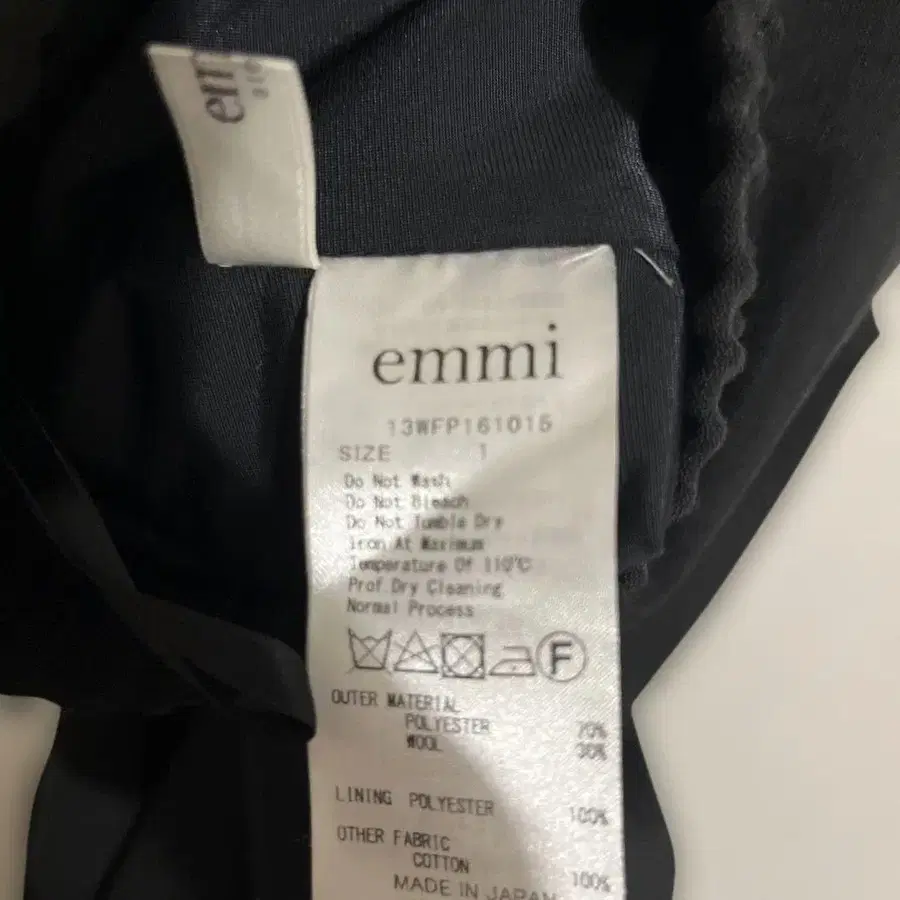 emmi
13WFP161015
SIZE 1
Do Not Wash
Do Not Bleach
Do Not Tumble Dry
Iron At Maximum
Temperature Of 110℃
Prof.Dry Cleaning
Normal Process
F
OUTER MATERIAL
POLYESTER 70%
WOOL 30%
LINING POLYESTER 100%
OTHER FABRIC
COTTON 100%
MADE IN JAPAN